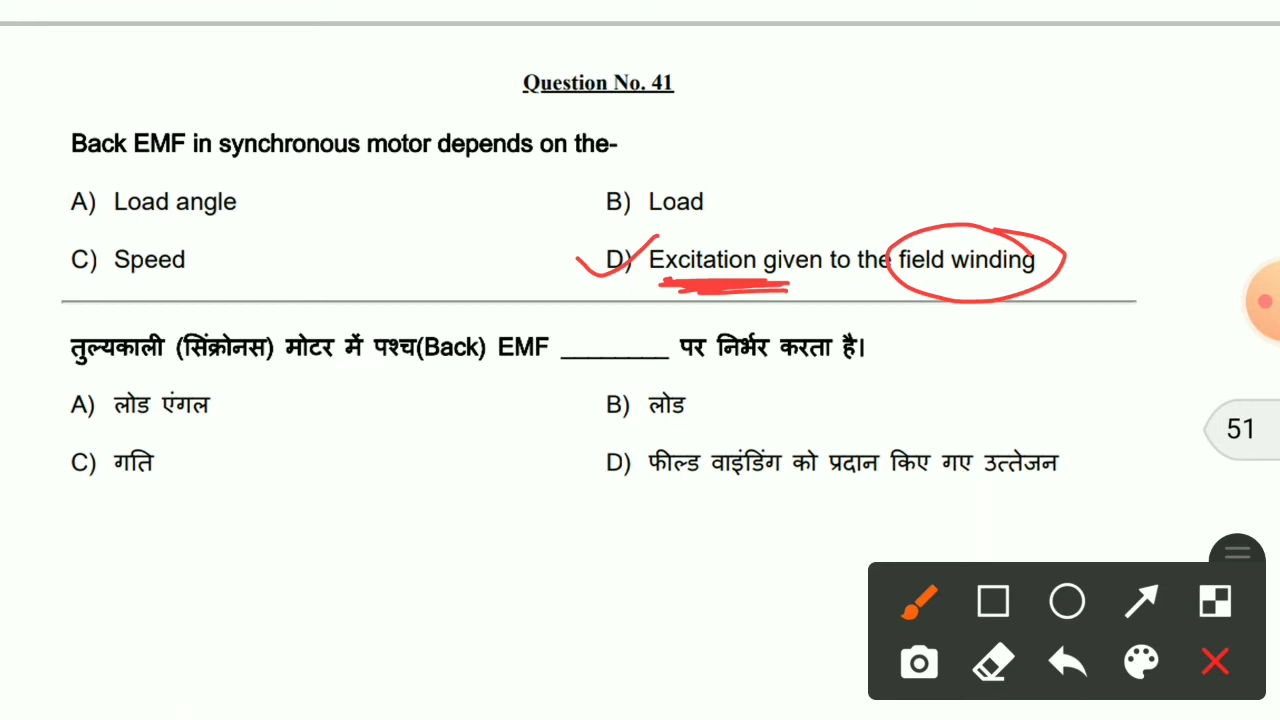 Question No. 41
Back EMF in synchronous motor depends on the-
A) Load angle
B) Load
C) Speed
D) Excitation given to the field winding
तुल्यकाली (सिंक्रोनस) मोटर में पश्च(Back) EMF ________ पर निर्भर करता है।
A) लोड एंगल
B) लोड
C) गति
D) फील्ड वाइंडिंग को प्रदान किए गए उत्तेजन
51